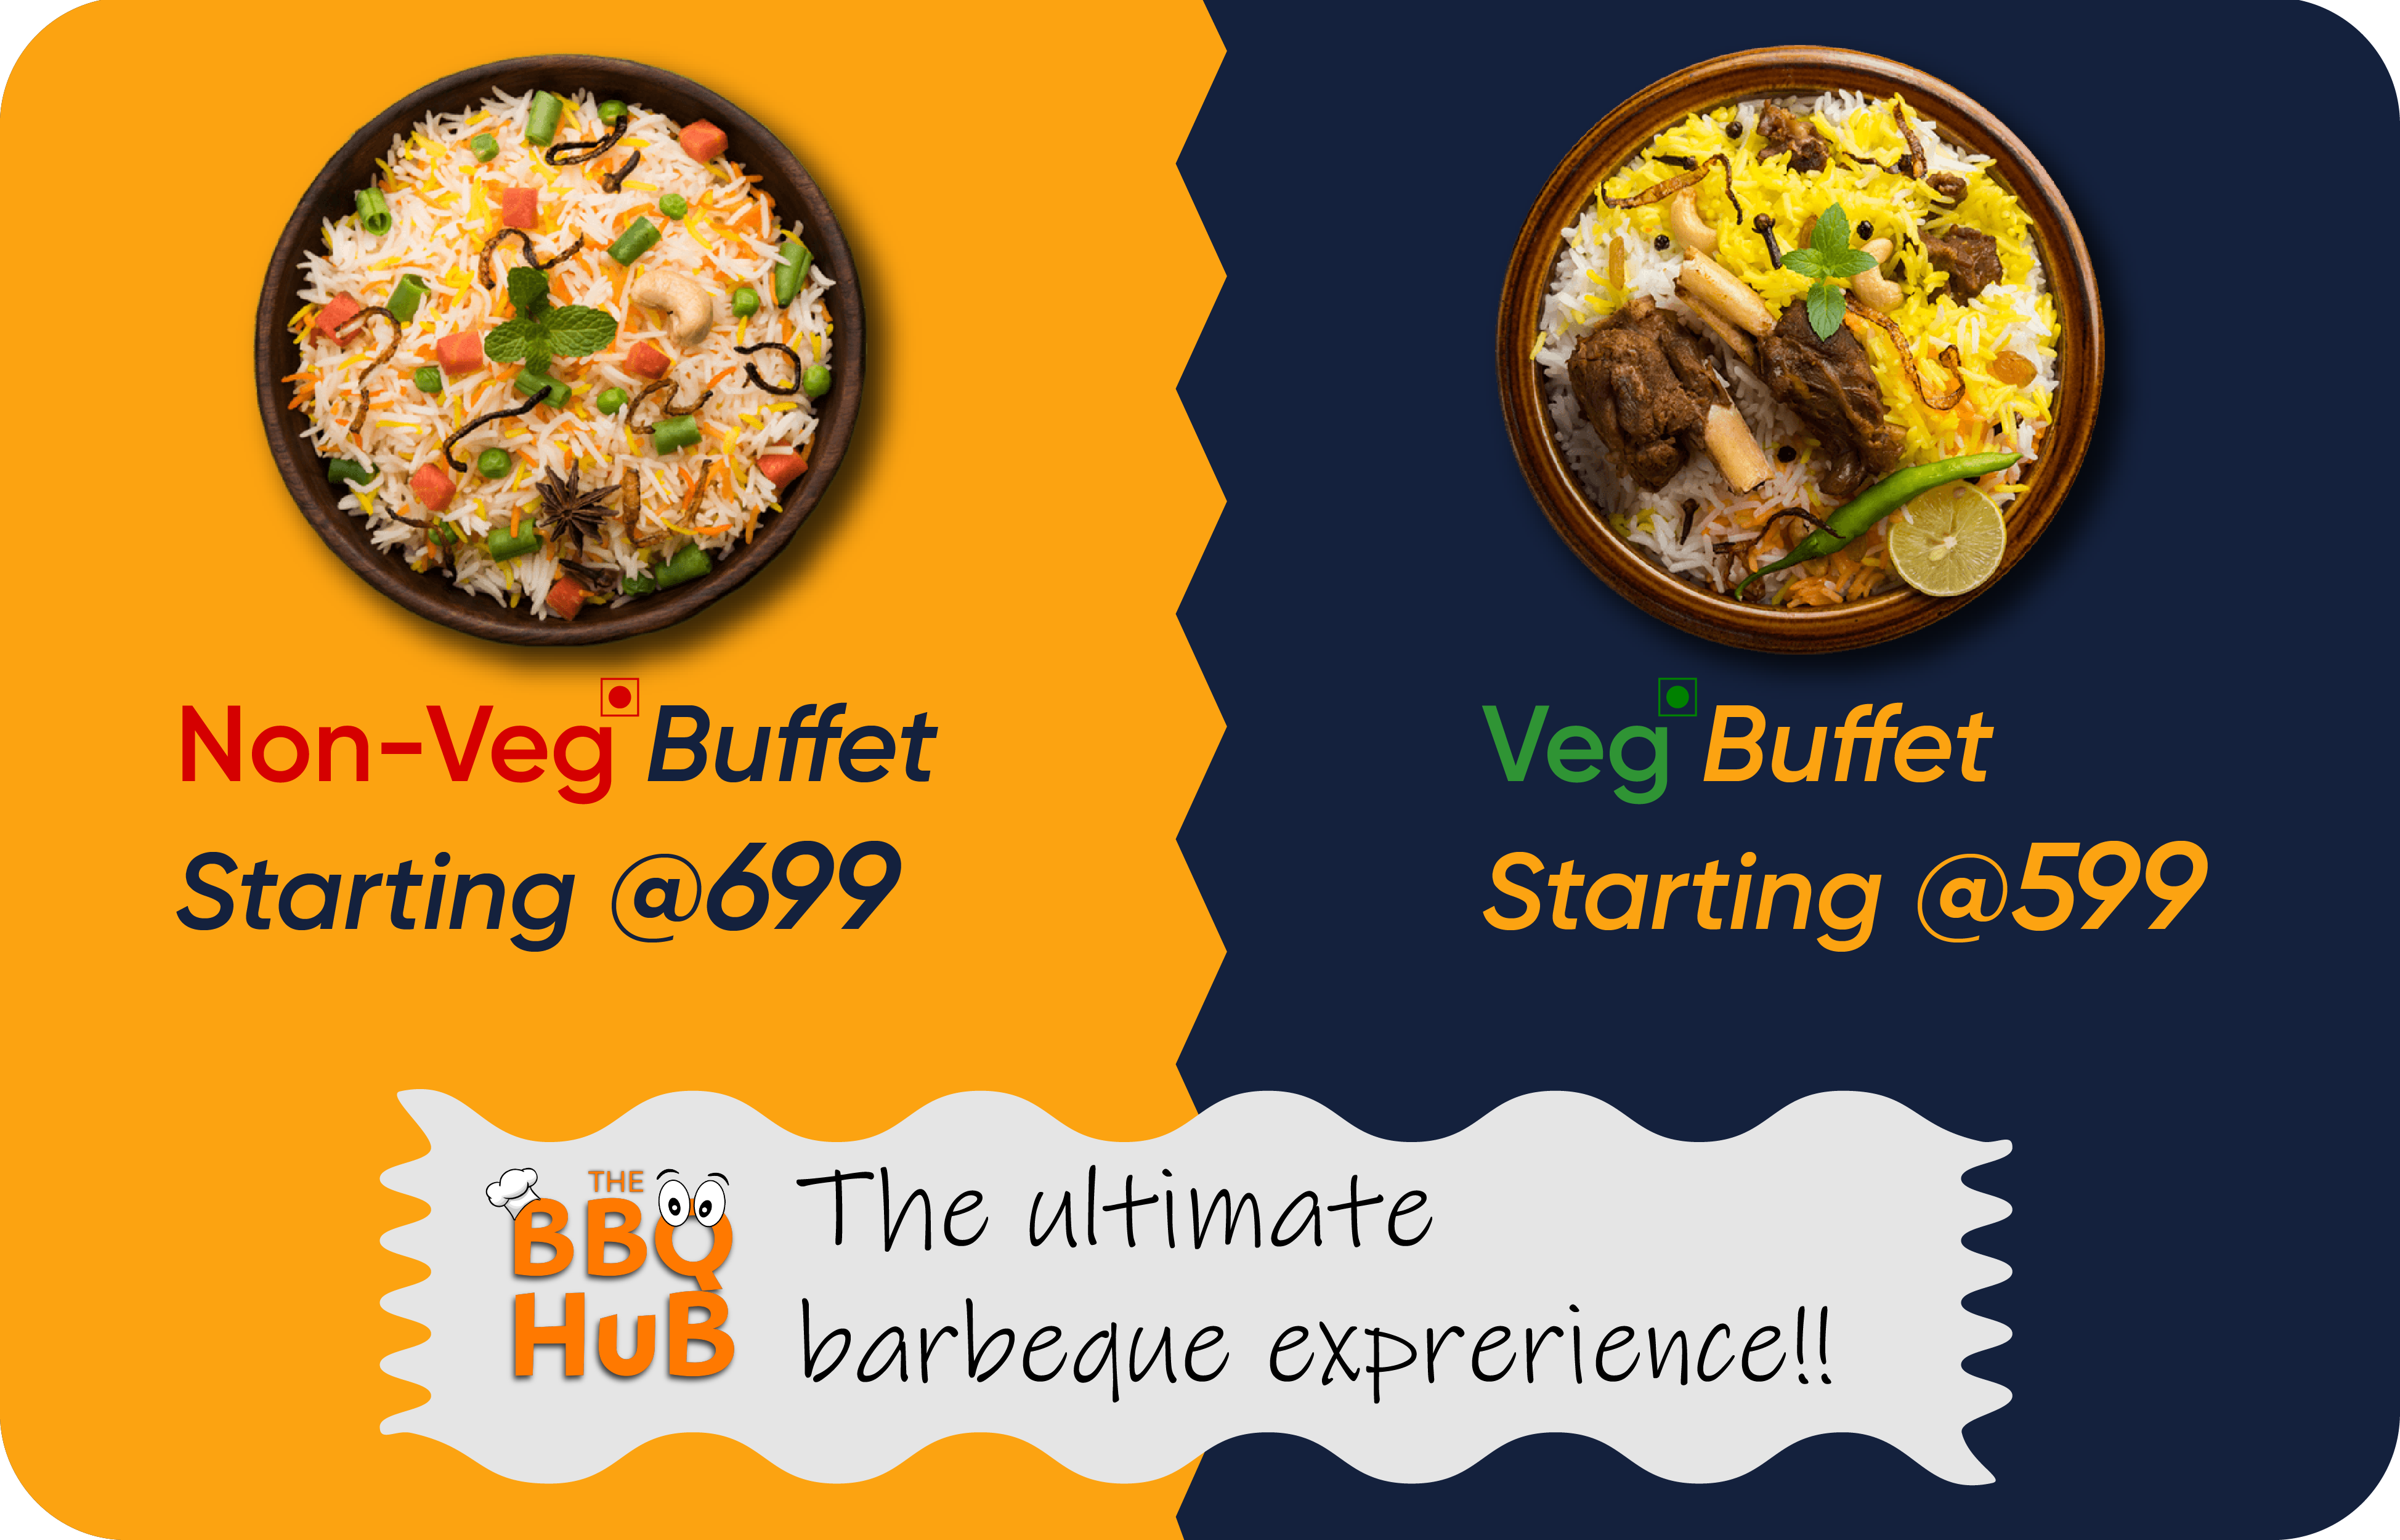 Non-Veg Buffet
Starting @699
Veg Buffet
Starting @599
THE
BBQ
HuB
The ultimate
barbeque exprerience!!